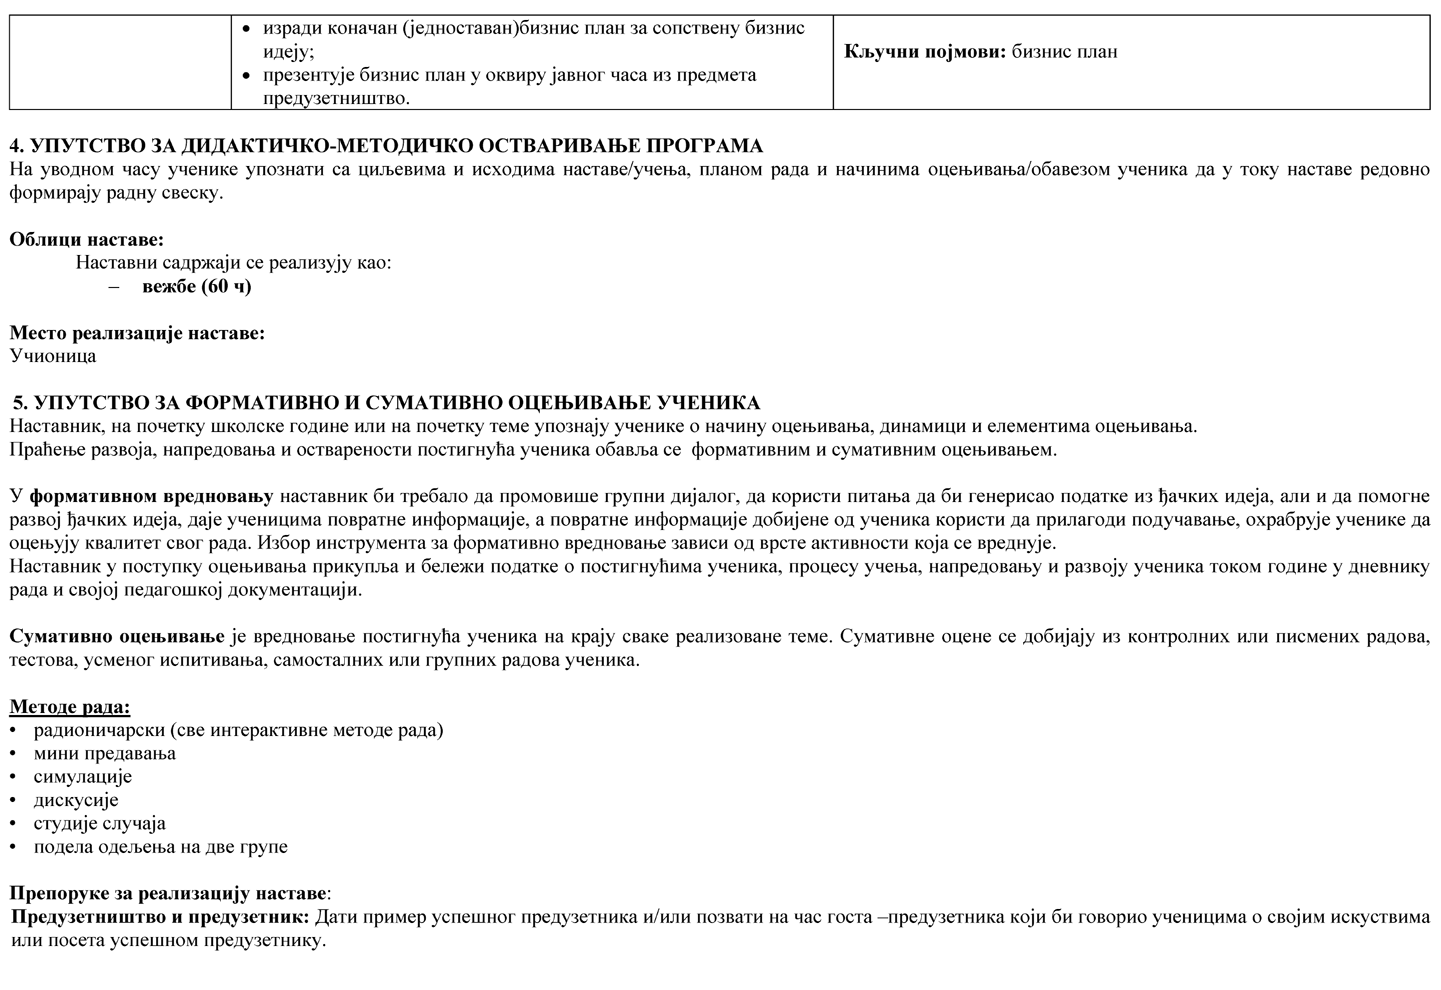 • изради коначан (једноставан)бизнис план за сопствену бизнис
идеју;
• презентује бизнис план у оквиру јавног часа из предмета
предузетништво.
Кључни појмови: бизнис план
4. УПУТСТВО ЗА ДИДАКТИЧКО-МЕТОДИЧКО ОСТВАРИВАЊЕ ПРОГРАМА
На уводном часу ученике упознати са циљевима и исходима наставе/учења, планом рада и начинима оцењивања/обавезом ученика да у току наставе редовно
формирају радну свеску.
Облици наставе:
Наставни садржаји се реализују као:
– вежбе (60 ч)
Место реализације наставе:
Учионица
5. УПУТСТВО ЗА ФОРМАТИВНО И СУМАТИВНО ОЦЕЊИВАЊЕ УЧЕНИКА
Наставник, на почетку школске године или на почетку теме упознају ученике о начину оцењивања, динамици и елементима оцењивања.
Праћење развоја, напредовања и остварености постигнућа ученика обавља се формативним и сумативним оцењивањем.
У формативном вредновању наставник би требало да промовише групни дијалог, да користи питања да би генерисао податке из ђачких идеја, али и да помогне
развој ђачких идеја, даје ученицима повратне информације, а повратне информације добијене од ученика користи да прилагоди подучавање, охрабрује ученике да
оцењују квалитет свог рада. Избор инструмента за формативно вредновање зависи од врсте активности која се вреднује.
Наставник у поступку оцењивања прикупља и бележи податке о постигнућима ученика, процесу учења, напредовању и развоју ученика током године у дневнику
рада и својој педагошкој документацији.
Сумативно оцењивање је вредновање постигнућа ученика на крају сваке реализоване теме. Сумативне оцене се добијају из контролних или писмених радова,
тестова, усменог испитивања, самосталних или групних радова ученика.
Методе рада:
• радионичарски (све интерактивне методе рада)
• мини предавања
• симулације
• дискусије
• студије случаја
• подела одељења на две групе
Препоруке за реализацију наставе:
Предузетништво и предузетник: Дати пример успешног предузетника и/или позвати на час госта –предузетника који би говорио ученицима о својим искуствима
или посета успешном предузетнику.